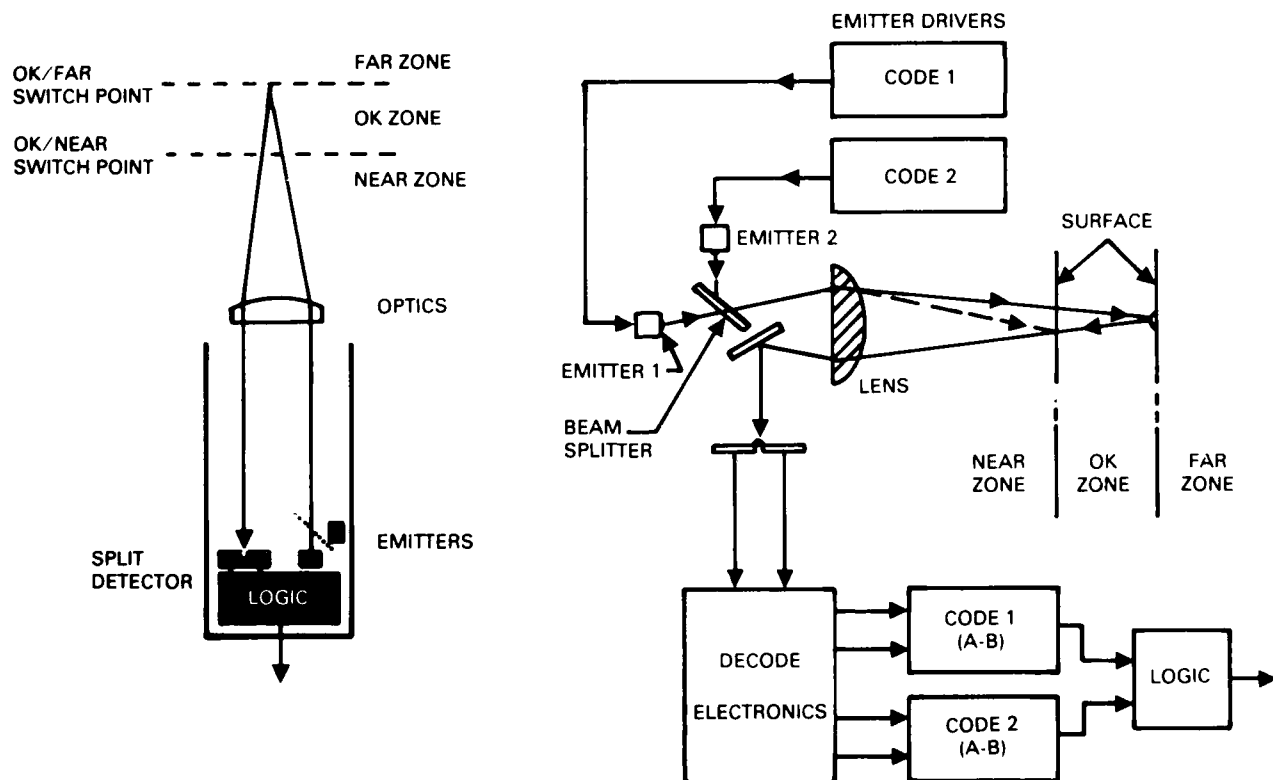 OK/FAR
SWITCH POINT
FAR ZONE
OK ZONE
OK/NEAR
SWITCH POINT
NEAR ZONE
OPTICS
EMITTERS
SPLIT
DETECTOR
LOGIC
EMITTER DRIVERS
CODE 1
CODE 2
EMITTER 2
SURFACE
EMITTER 1
LENS
BEAM
SPLITTER
NEAR
ZONE
OK
ZONE
FAR
ZONE
DECODE
ELECTRONICS
CODE 1
(A-B)
CODE 2
(A-B)
LOGIC